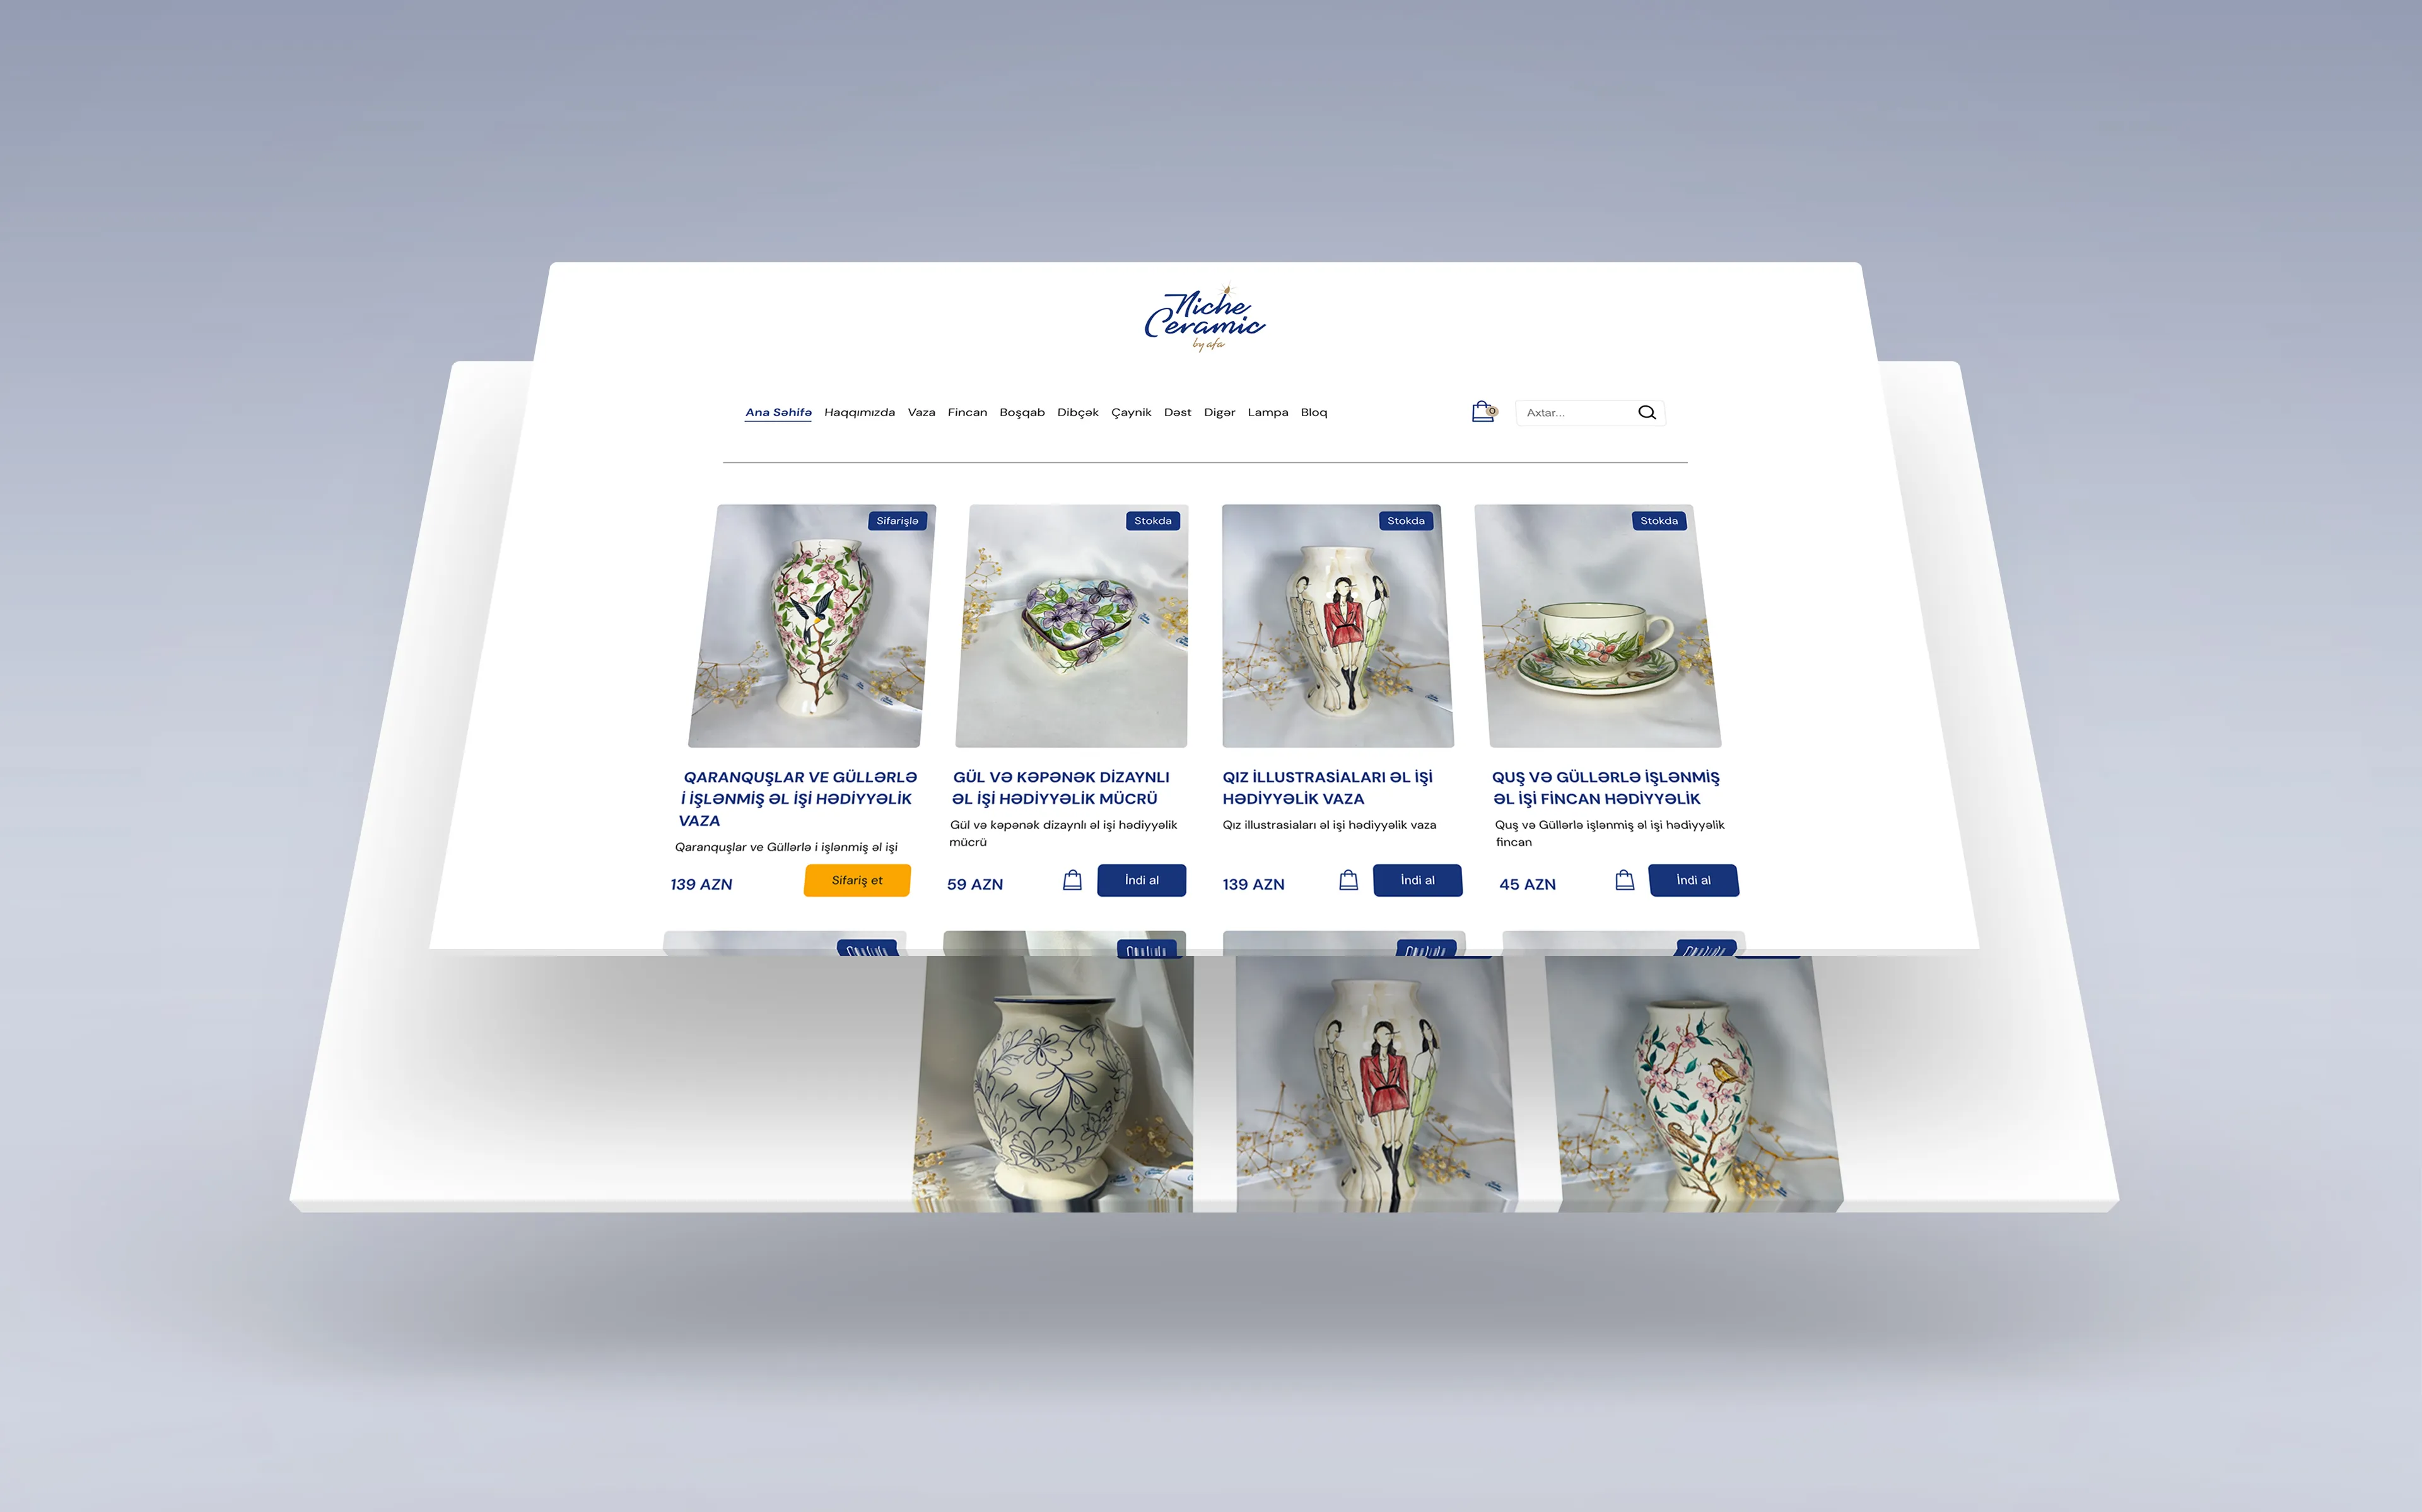 Niche
Ceramic
by afa
Ana Səhifə Haqqımızda Vaza Fincan Boşqab Dibçək Çaynik Dəst Digər Lampa Bloq 0 Axtar...
Sifarişlə Stokda Stokda Stokda
QARANQUŞLAR VE GÜLLƏRLƏ
İ İŞLƏNMİŞ ƏL İŞİ HƏDİYYƏLİK
VAZA
Qaranquşlar ve Güllərlə i işlənmiş əl işi
139 AZN Sifariş et
GÜL VƏ KƏPƏNƏK DİZAYNLI
ƏL İŞİ HƏDİYYƏLİK MÜCRÜ
Gül və kəpənək dizaynlı əl işi hədiyyəlik
mücrü
59 AZN İndi al
QIZ İLLUSTRASİALARI ƏL İŞİ
HƏDİYYƏLİK VAZA
Qız illustrasiaları əl işi hədiyyəlik vaza
139 AZN İndi al
QUŞ VƏ GÜLLƏRLƏ İŞLƏNMİŞ
ƏL İŞİ FİNCAN HƏDİYYƏLİK
Quş və Güllərlə işlənmiş əl işi hədiyyəlik
fincan
45 AZN İndi al